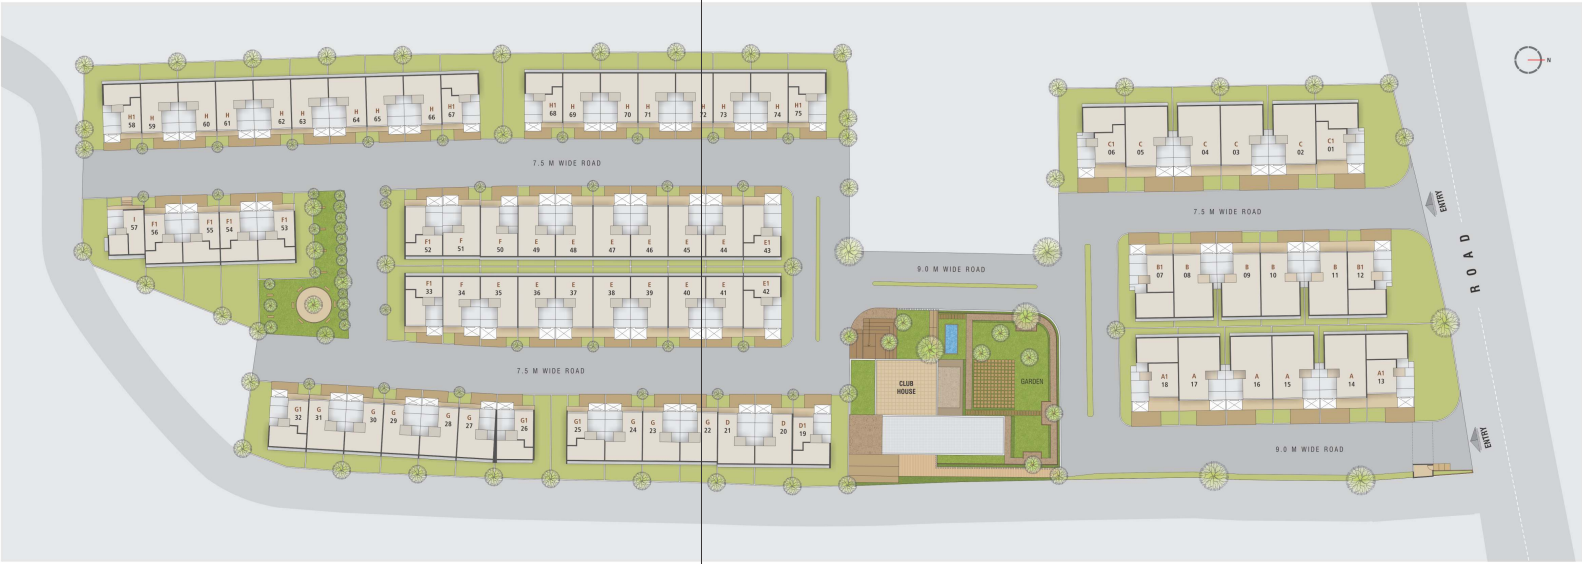 N
H1 58
H 59
H 60
H 61
H 62
H 63
H 64
H 65
H 66
H1 67
H1 68
H 69
H 70
H 71
H 72
H 73
H 74
H1 75
7.5 M WIDE ROAD
C1 06
C 05
C 04
C 03
C 02
C1 01
ENTRY
7.5 M WIDE ROAD
ROAD
I 57
F1 56
F1 55
F1 54
F1 53
F1 52
F 51
F 50
E 49
E 48
E 47
E 46
E 45
E 44
E1 43
9.0 M WIDE ROAD
B1 07
B 08
B 09
B 10
B 11
B1 12
F1 33
F 34
E 35
E 36
E 37
E 38
E 39
E 40
E 41
E1 42
7.5 M WIDE ROAD
CLUB
HOUSE
GARDEN
A1 18
A 17
A 16
A 15
A 14
A1 13
G1 32
G 31
G 30
G 29
G 28
G 27
G1 26
G1 25
G 24
G 23
G 22
D 21
D 20
D1 19
9.0 M WIDE ROAD
ENTRY